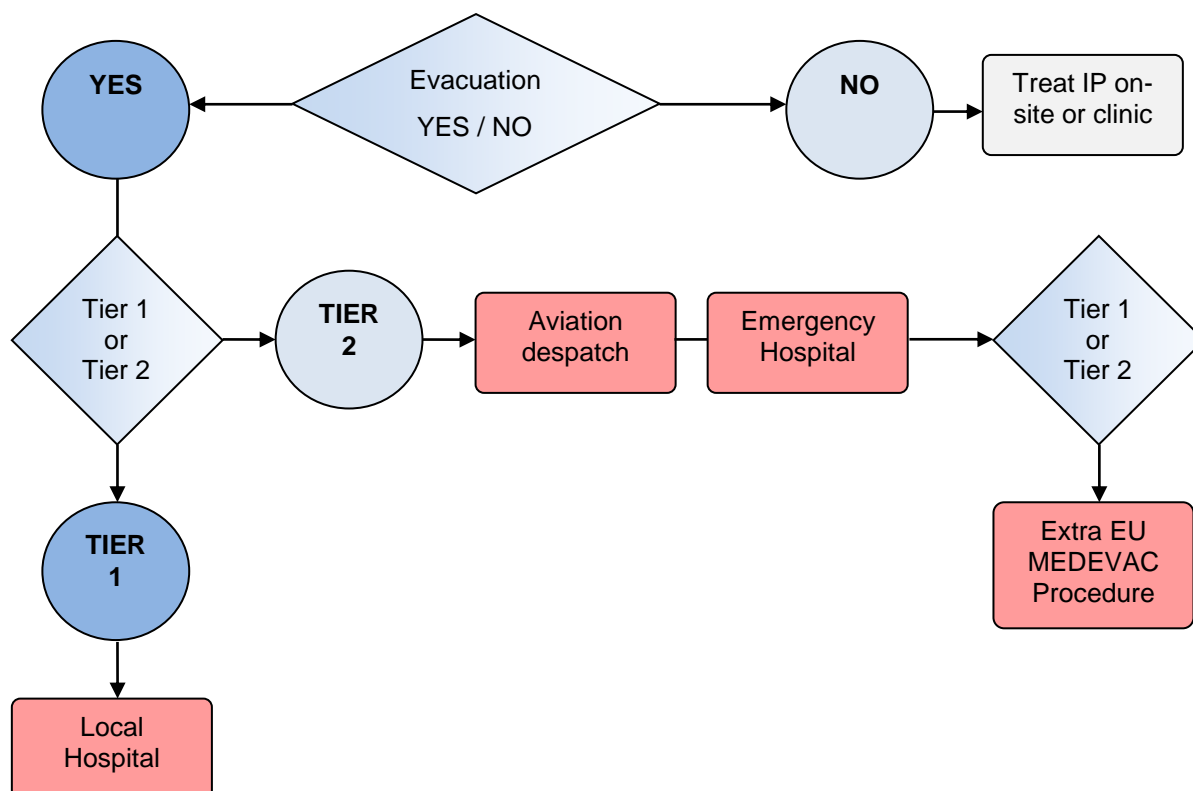 YES
Evacuation
YES / NO
NO
Treat IP on-
site or clinic
Tier 1
or
Tier 2
TIER
2
Aviation
despatch
Emergency
Hospital
Tier 1
or
Tier 2
TIER
1
Extra EU
MEDEVAC
Procedure
Local
Hospital